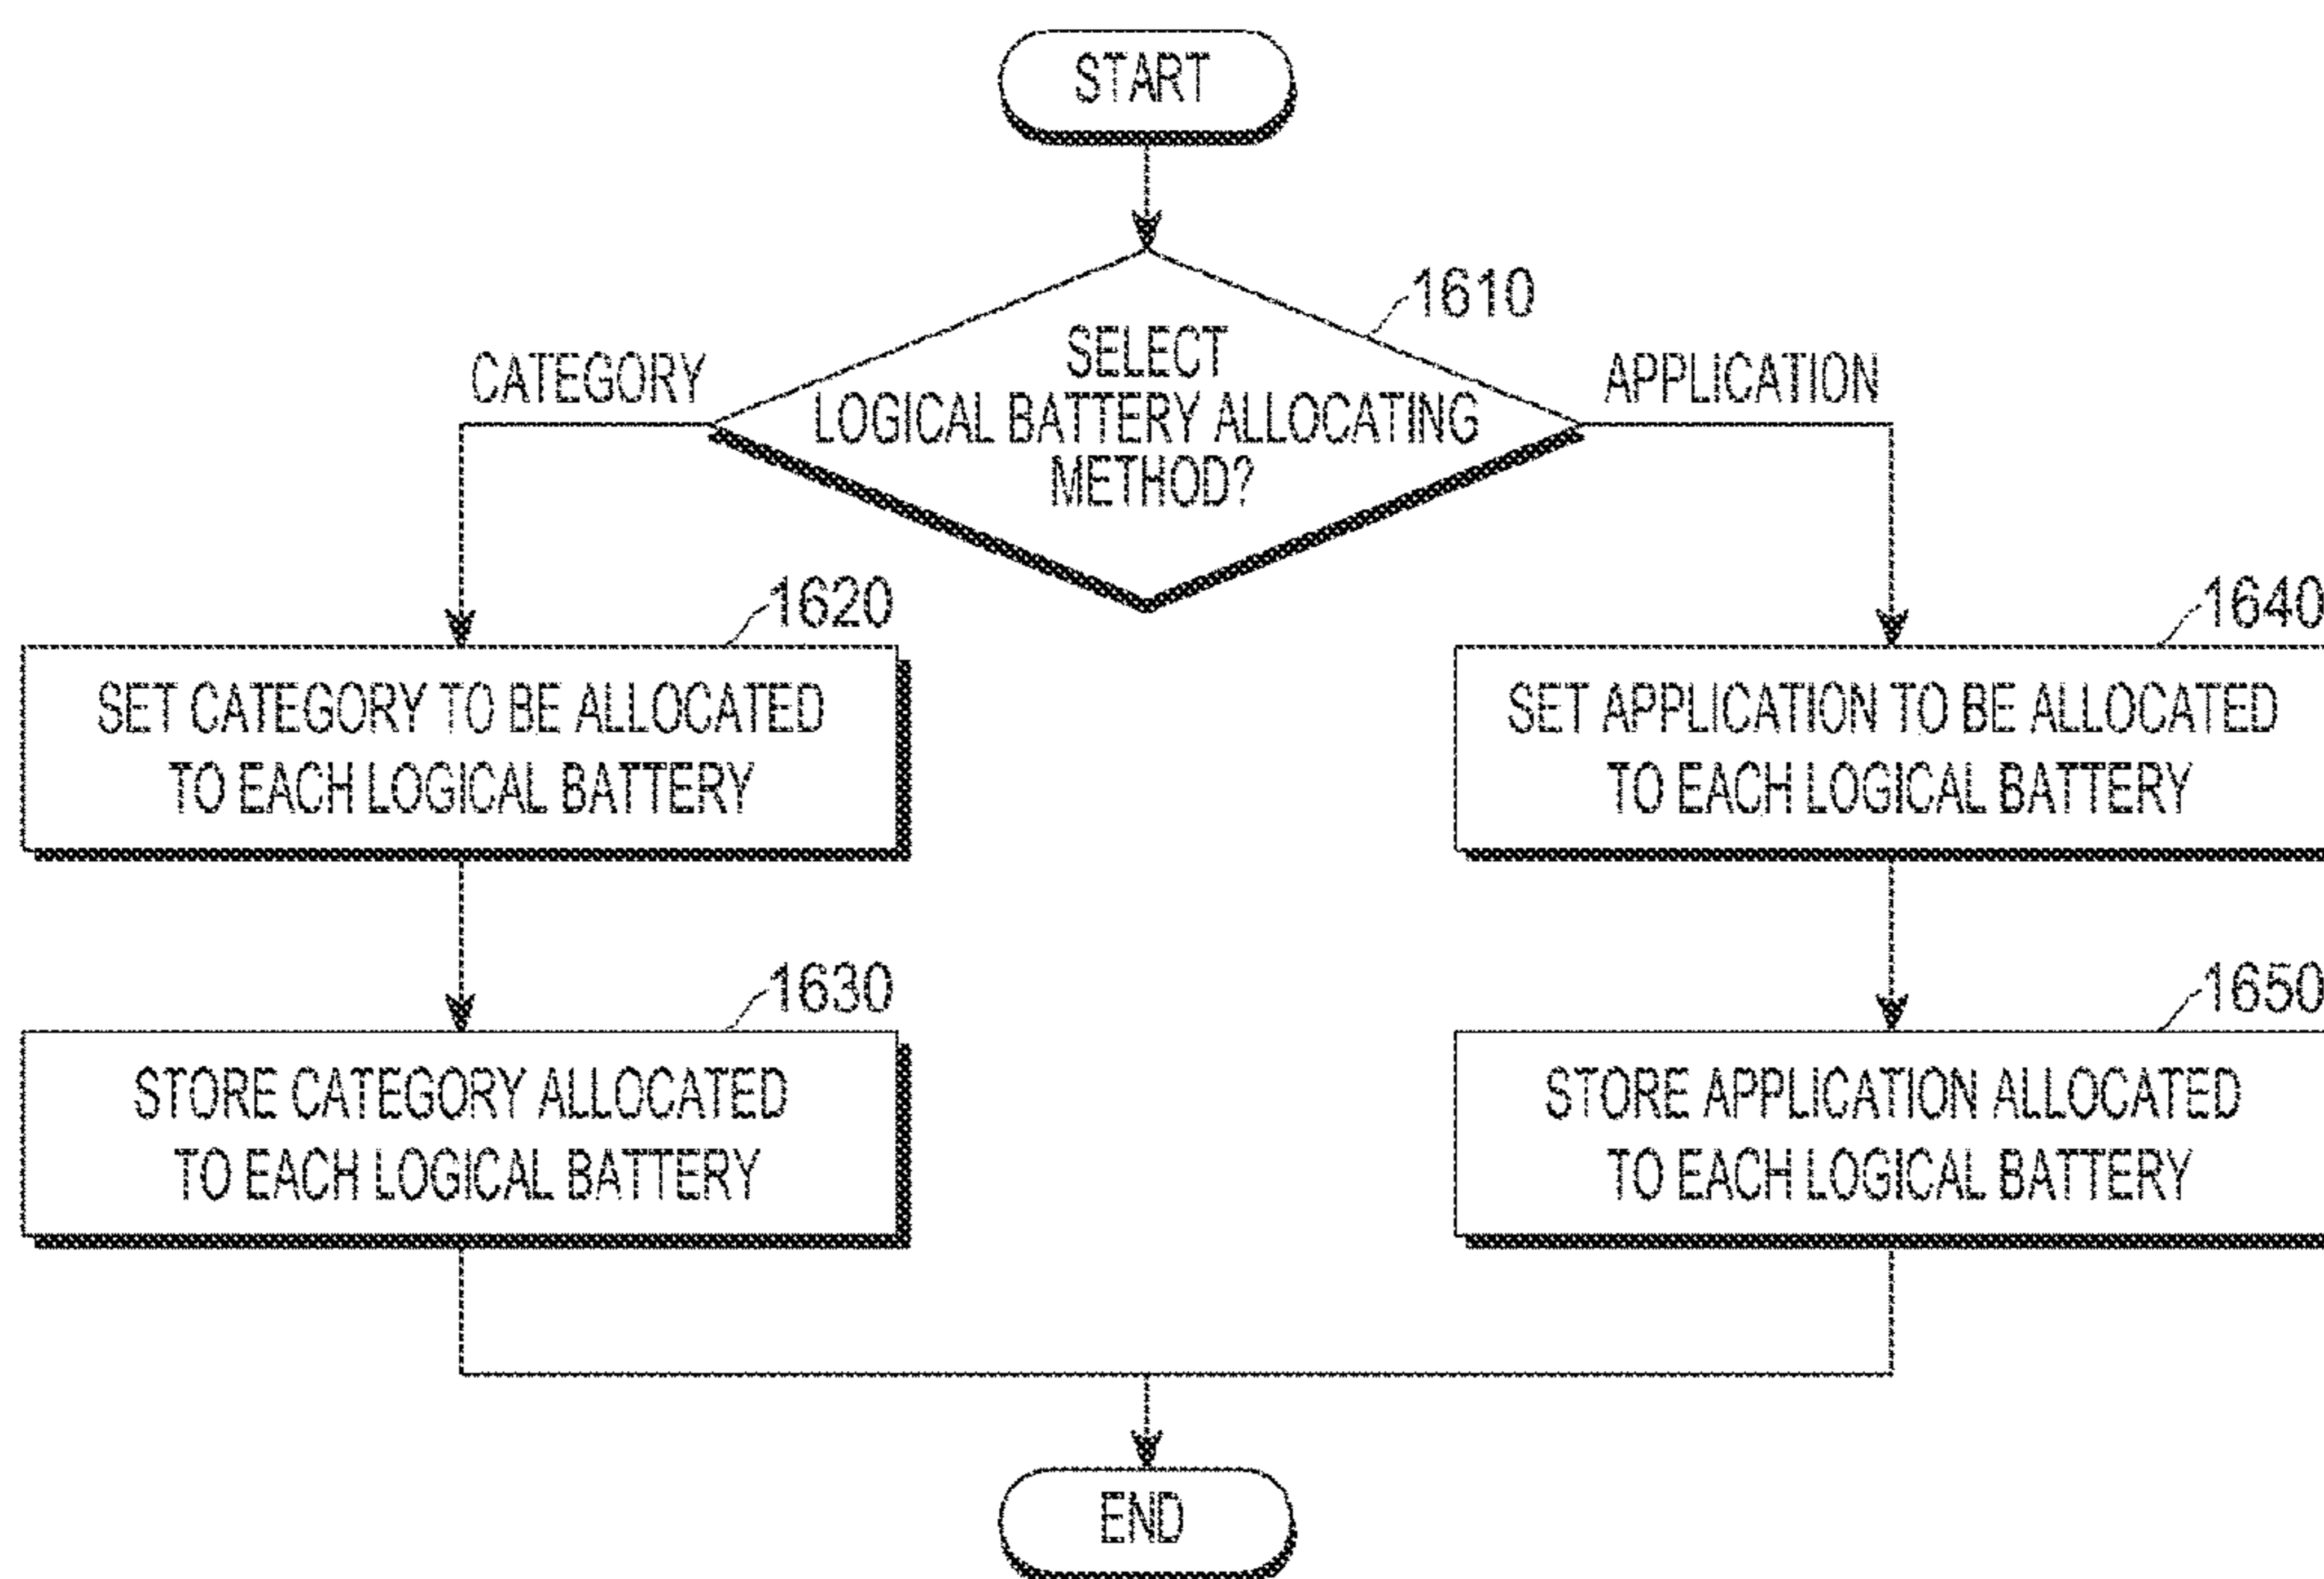 START
1610
SELECT
LOGICAL BATTERY ALLOCATING
METHOD?
CATEGORY
APPLICATION
1620
SET CATEGORY TO BE ALLOCATED
TO EACH LOGICAL BATTERY
1640
SET APPLICATION TO BE ALLOCATED
TO EACH LOGICAL BATTERY
1630
STORE CATEGORY ALLOCATED
TO EACH LOGICAL BATTERY
1650
STORE APPLICATION ALLOCATED
TO EACH LOGICAL BATTERY
END